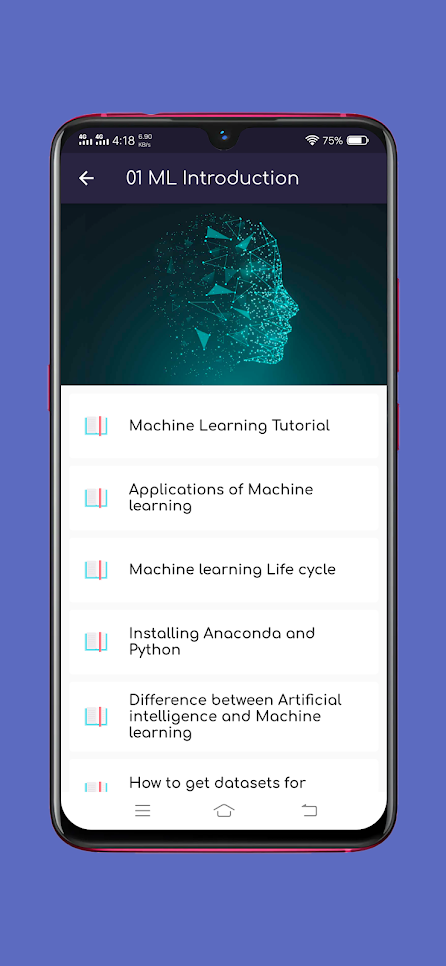 4G 4G 4:18 6.90 KB/s 75%
01 ML Introduction
Machine Learning Tutorial
Applications of Machine
learning
Machine learning Life cycle
Installing Anaconda and
Python
Difference between Artificial
intelligence and Machine
learning
How to get datasets for